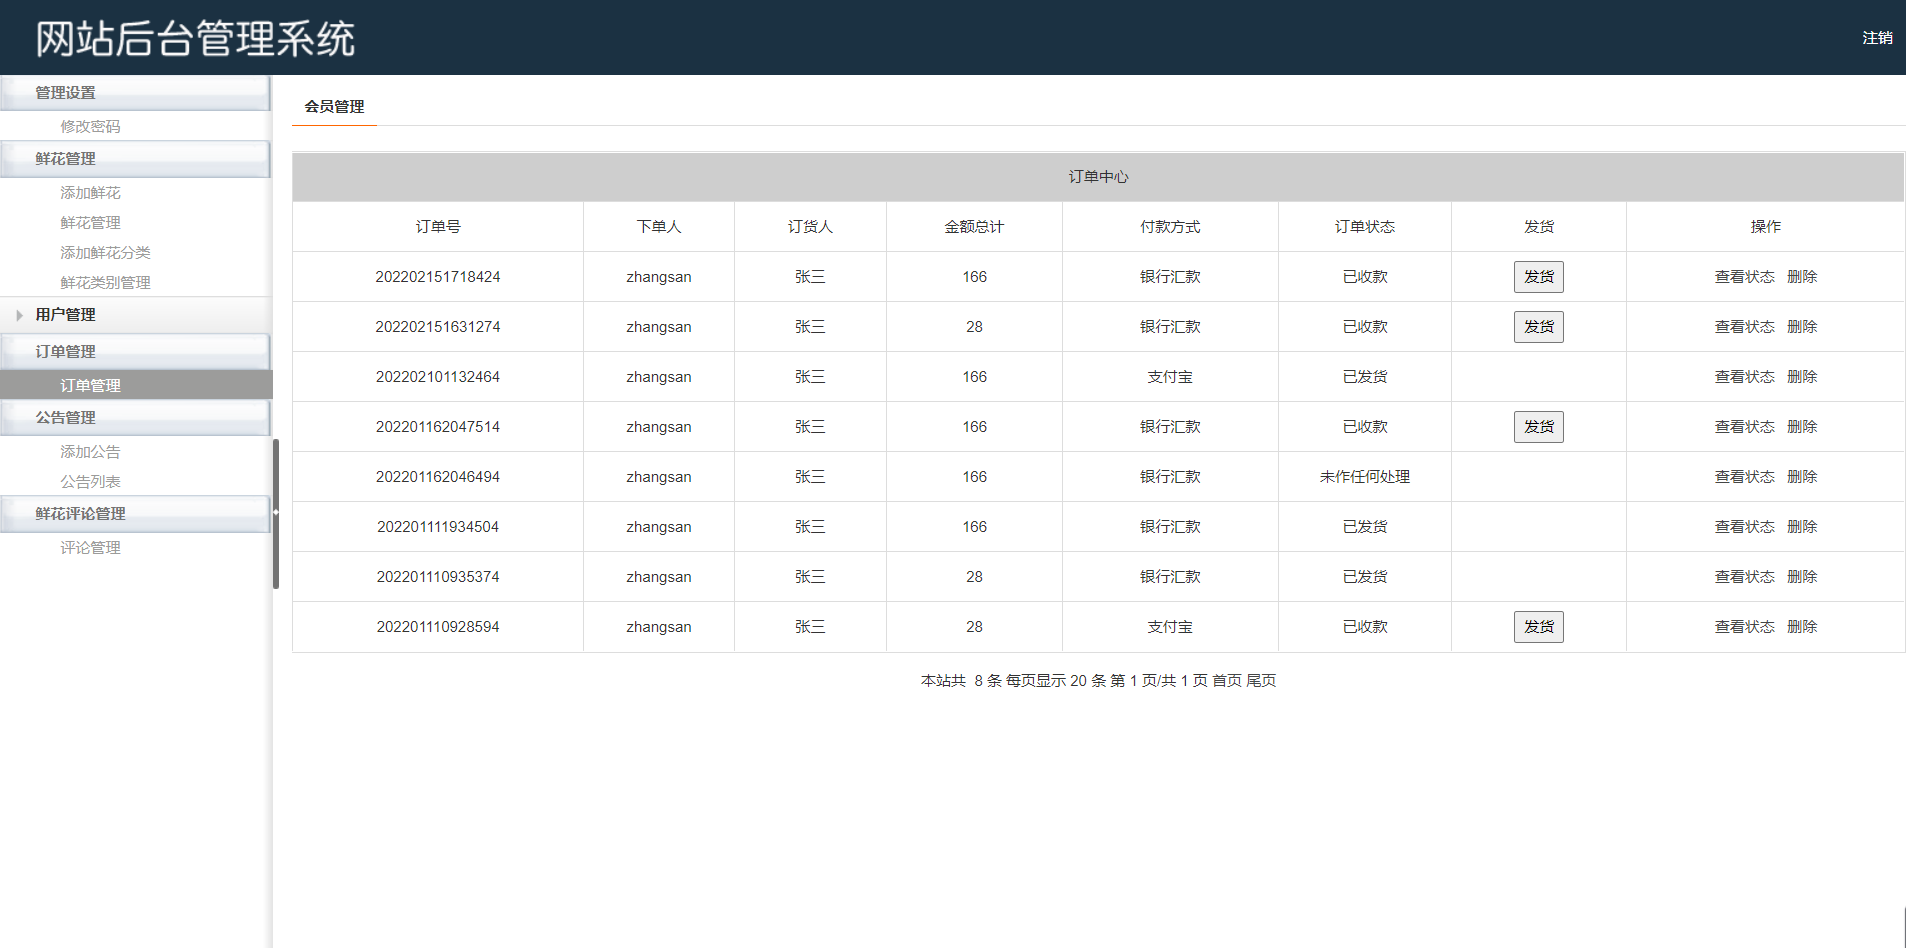 网站后台管理系统
注销
管理设置
修改密码
鲜花管理
添加鲜花
鲜花管理
添加鲜花分类
鲜花类别管理
用户管理
订单管理
订单管理
公告管理
添加公告
公告列表
鲜花评论管理
评论管理
会员管理
订单中心
订单号 下单人 订货人 金额总计 付款方式 订单状态 发货 操作
202202151718424 zhangsan 张三 166 银行汇款 已收款 发货 查看状态 删除
202202151631274 zhangsan 张三 28 银行汇款 已收款 发货 查看状态 删除
202202101132464 zhangsan 张三 166 支付宝 已发货 查看状态 删除
202201162047514 zhangsan 张三 166 银行汇款 已收款 发货 查看状态 删除
202201162046494 zhangsan 张三 166 银行汇款 未作任何处理 查看状态 删除
202201111934504 zhangsan 张三 166 银行汇款 已发货 查看状态 删除
202201110935374 zhangsan 张三 28 银行汇款 已发货 查看状态 删除
202201110928594 zhangsan 张三 28 支付宝 已收款 发货 查看状态 删除
本站共 8 条 每页显示 20 条 第 1 页/共 1 页 首页 尾页